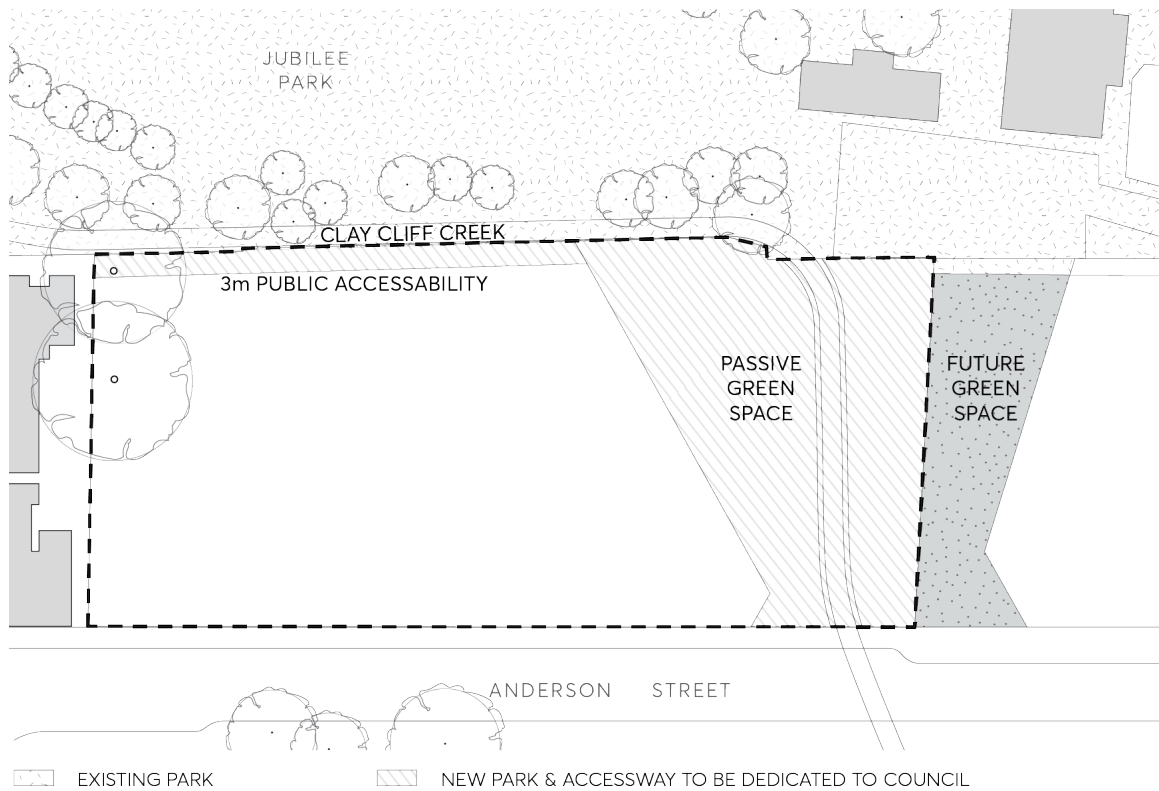 JUBILEE
PARK
CLAY CLIFF CREEK
3m PUBLIC ACCESSABILITY
PASSIVE
GREEN
SPACE
FUTURE
GREEN
SPACE
ANDERSON STREET
EXISTING PARK
NEW PARK & ACCESSWAY TO BE DEDICATED TO COUNCIL